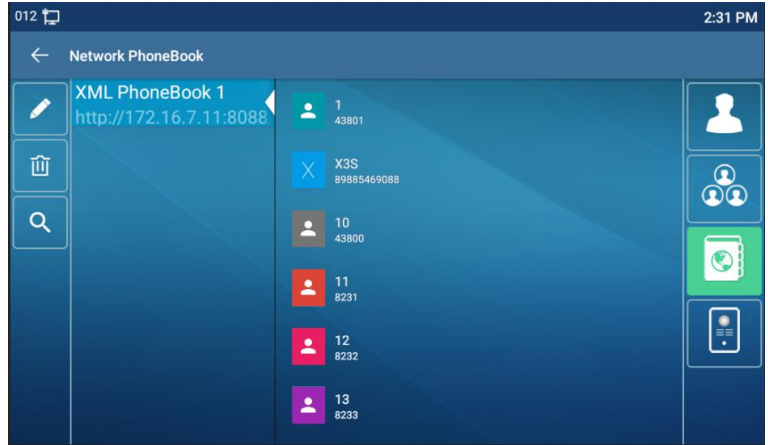 012
2:31 PM
Network PhoneBook
XML PhoneBook 1
http://172.16.7.11:8088
1
43801
X
X3S
89885469088
10
43800
11
8231
12
8232
13
8233